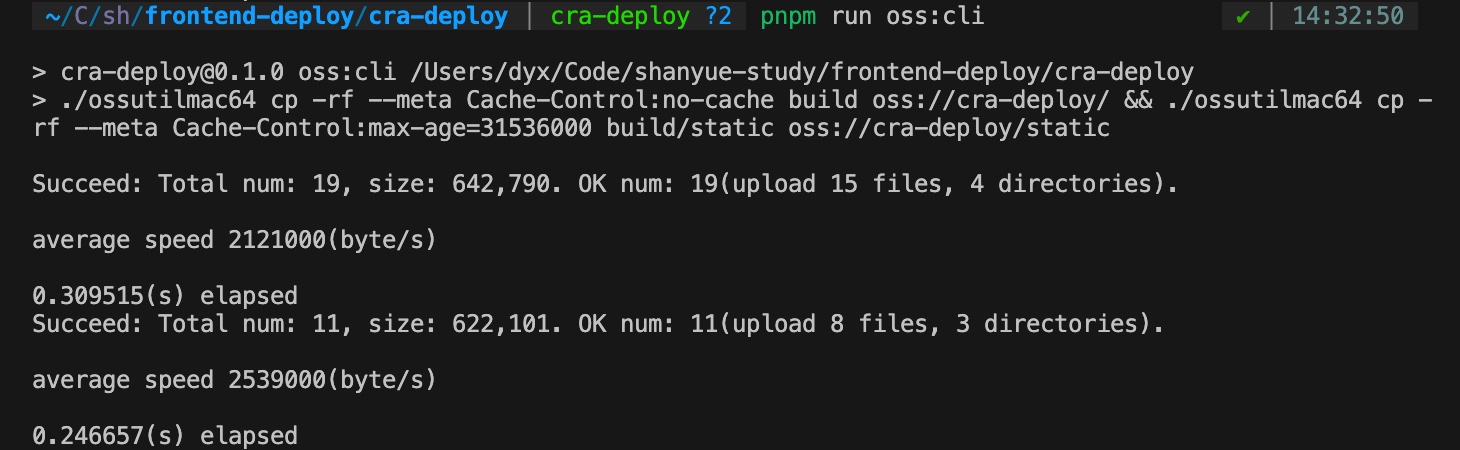 ~/C/sh/frontend-deploy/cra-deploy | cra-deploy ?2 pnpm run oss:cli ✔ | 14:32:50
> cra-deploy@0.1.0 oss:cli /Users/dyx/Code/shanyue-study/frontend-deploy/cra-deploy
> ./ossutilmac64 cp -rf --meta Cache-Control:no-cache build oss://cra-deploy/ && ./ossutilmac64 cp -
rf --meta Cache-Control:max-age=31536000 build/static oss://cra-deploy/static
Succeed: Total num: 19, size: 642,790. OK num: 19(upload 15 files, 4 directories).
average speed 2121000(byte/s)
0.309515(s) elapsed
Succeed: Total num: 11, size: 622,101. OK num: 11(upload 8 files, 3 directories).
average speed 2539000(byte/s)
0.246657(s) elapsed